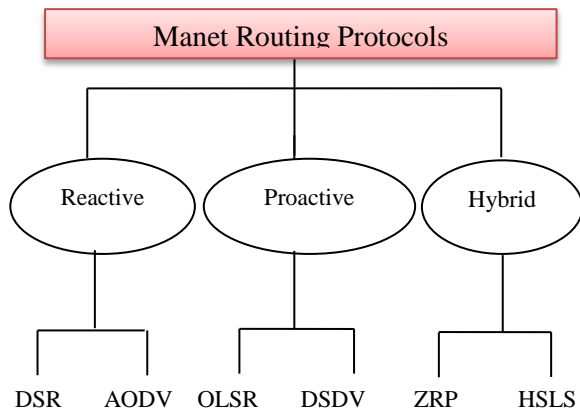 Manet Routing Protocols
Reactive Proactive Hybrid
DSR AODV OLSR DSDV ZRP HSLS